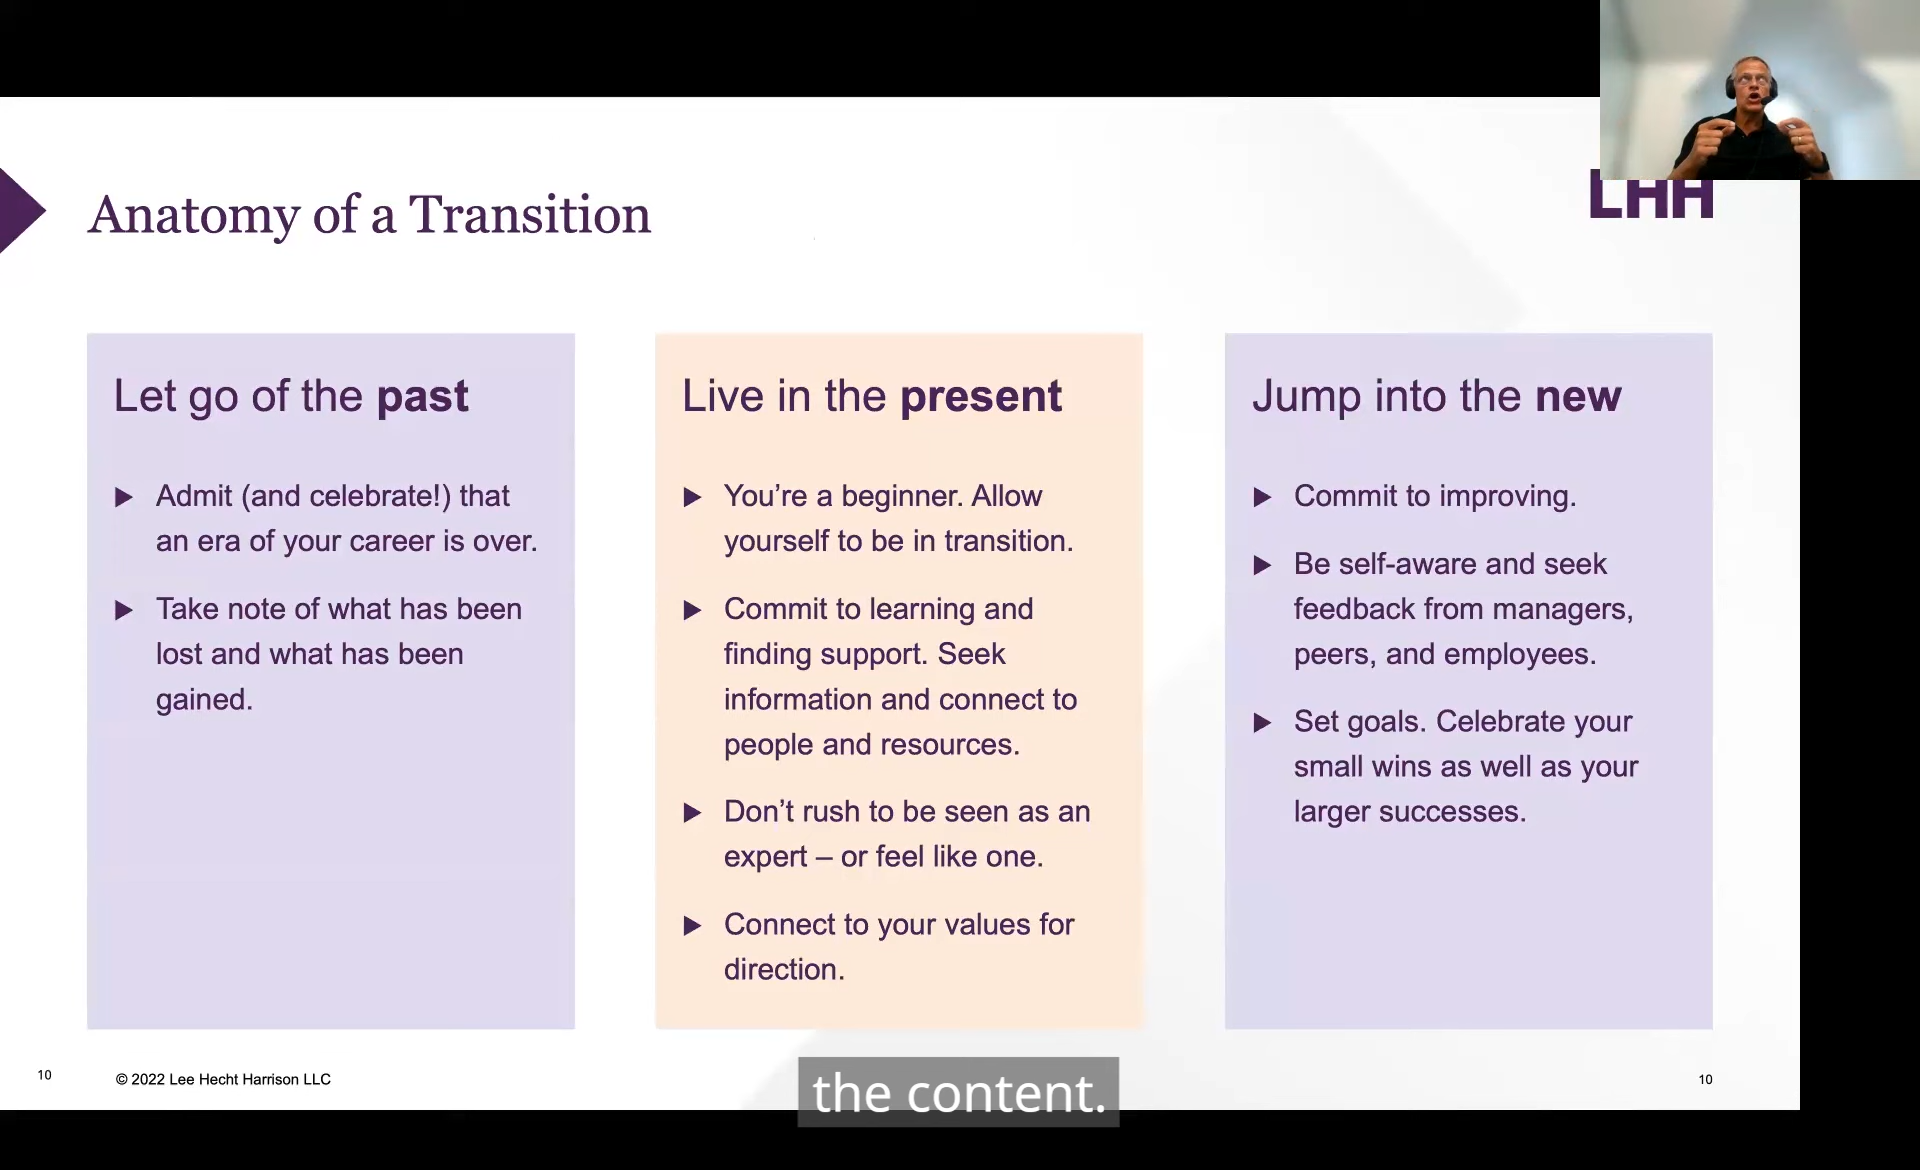 Anatomy of a Transition
LHH
Let go of the past
Admit (and celebrate!) that
an era of your career is over.
Take note of what has been
lost and what has been
gained.
Live in the present
You’re a beginner. Allow
yourself to be in transition.
Commit to learning and
finding support. Seek
information and connect to
people and resources.
Don’t rush to be seen as an
expert – or feel like one.
Connect to your values for
direction.
Jump into the new
Commit to improving.
Be self-aware and seek
feedback from managers,
peers, and employees.
Set goals. Celebrate your
small wins as well as your
larger successes.
10
© 2022 Lee Hecht Harrison LLC
10
the content.